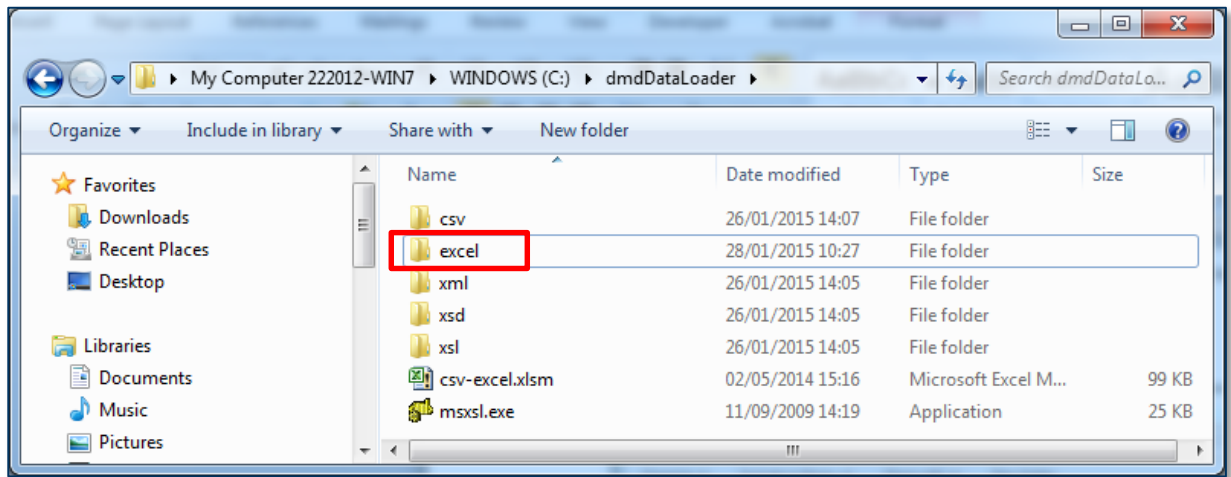 My Computer 222012-WIN7 WINDOWS (C:) dmdDataLoader Search dmdDataLo...
Organize Include in library Share with New folder
Favorites
Downloads
Recent Places
Desktop
Libraries
Documents
Music
Pictures
Name Date modified Type Size
csv 26/01/2015 14:07 File folder
excel 28/01/2015 10:27 File folder
xml 26/01/2015 14:05 File folder
xsd 26/01/2015 14:05 File folder
xsl 26/01/2015 14:05 File folder
csv-excel.xlsm 02/05/2014 15:16 Microsoft Excel M... 99 KB
msxsl.exe 11/09/2009 14:19 Application 25 KB